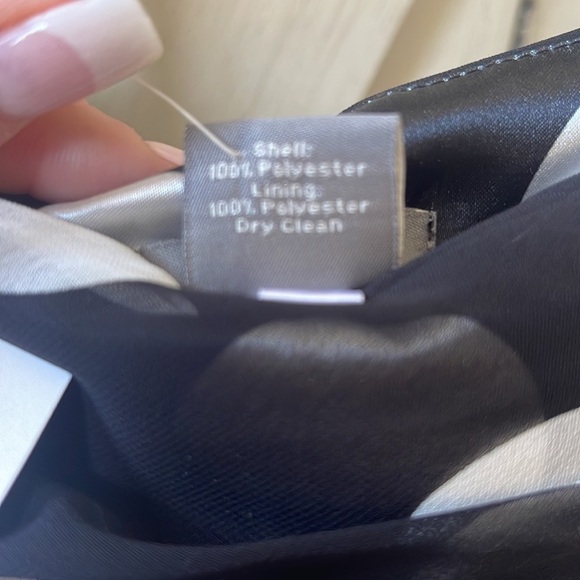 Shell:
100% Polyester
Lining:
100% Polyester
Dry Clean